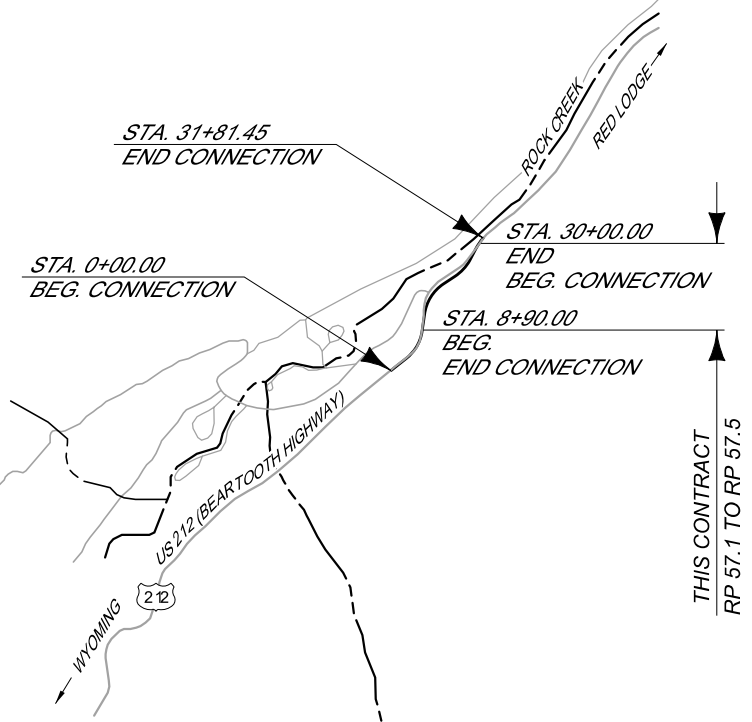 ROCK CREEK
RED LODGE
STA. 31+81.45
END CONNECTION
STA. 30+00.00
END
BEG. CONNECTION
STA. 0+00.00
BEG. CONNECTION
STA. 8+90.00
BEG.
END CONNECTION
US 212 (BEARTOOTH HIGHWAY)
THIS CONTRACT
RP 57.1 TO RP 57.5
212
WYOMING